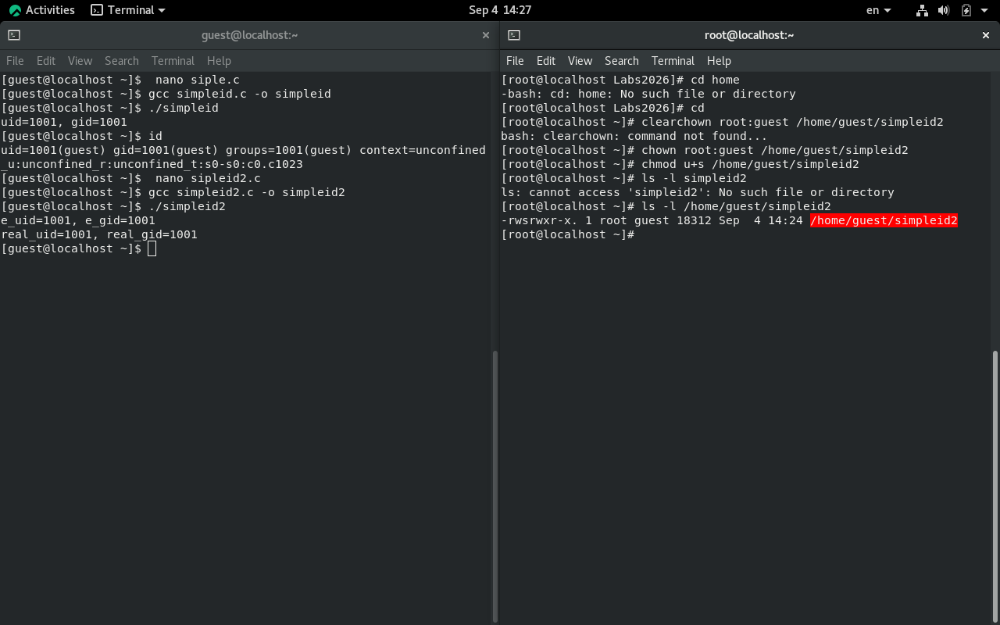 Activities Terminal Sep 4 14:27 en
guest@localhost:~
File Edit View Search Terminal Help
[guest@localhost ~]$  nano siple.c
[guest@localhost ~]$ gcc simpleid.c -o simpleid
[guest@localhost ~]$ ./simpleid
uid=1001, gid=1001
[guest@localhost ~]$ id
uid=1001(guest) gid=1001(guest) groups=1001(guest) context=unconfined
_u:unconfined_r:unconfined_t:s0-s0:c0.c1023
[guest@localhost ~]$  nano sipleid2.c
[guest@localhost ~]$ gcc simpleid2.c -o simpleid2
[guest@localhost ~]$ ./simpleid2
e_uid=1001, e_gid=1001
real_uid=1001, real_gid=1001
[guest@localhost ~]$
root@localhost:~
File Edit View Search Terminal Help
[root@localhost Labs2026]# cd home
-bash: cd: home: No such file or directory
[root@localhost Labs2026]# cd
[root@localhost ~]# clearchown root:guest /home/guest/simpleid2
bash: clearchown: command not found...
[root@localhost ~]# chown root:guest /home/guest/simpleid2
[root@localhost ~]# chmod u+s /home/guest/simpleid2
[root@localhost ~]# ls -l simpleid2
ls: cannot access 'simpleid2': No such file or directory
[root@localhost ~]# ls -l /home/guest/simpleid2
-rwsrwxr-x. 1 root guest 18312 Sep  4 14:24 /home/guest/simpleid2
[root@localhost ~]#